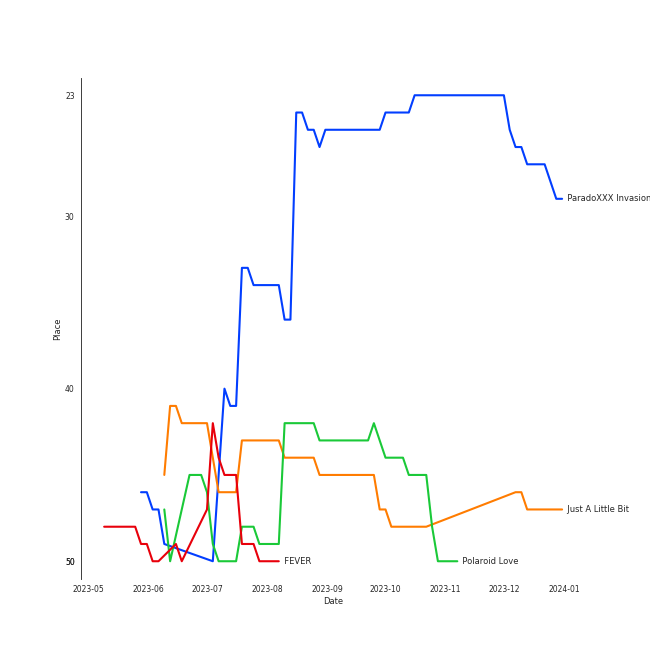 23
30
40
50
Place
ParadoXXX Invasion
Just A Little Bit
FEVER
Polaroid Love
2023-05 2023-06 2023-07 2023-08 2023-09 2023-10 2023-11 2023-12 2024-01
Date